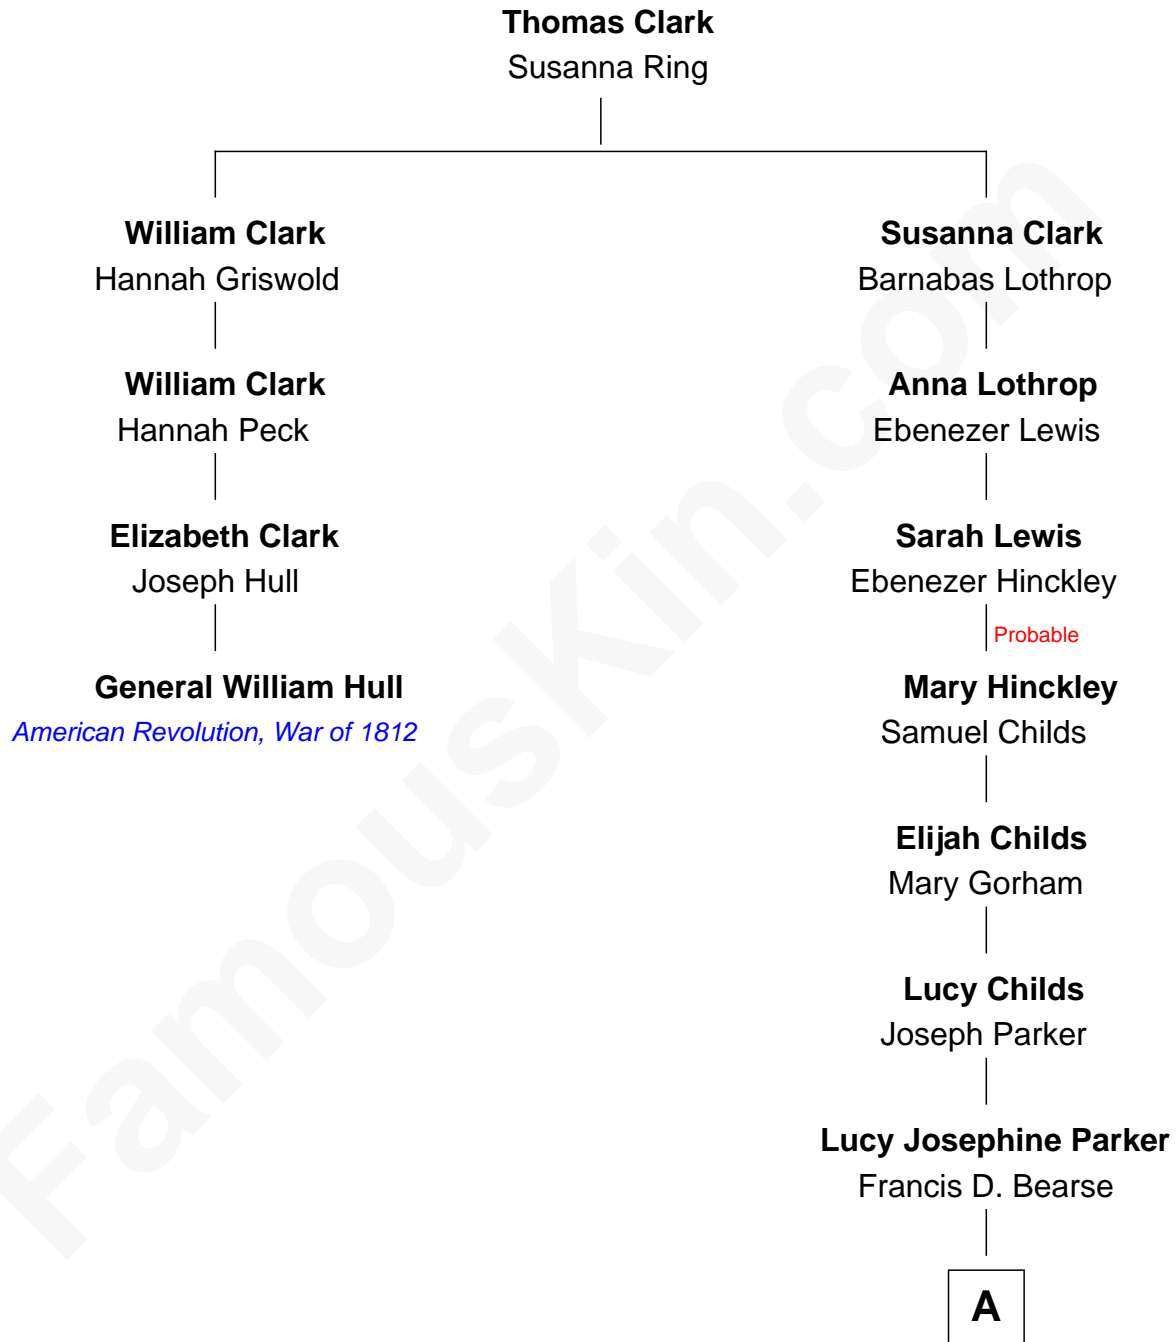 Thomas Clark
Susanna Ring
William Clark
Hannah Griswold
Susanna Clark
Barnabas Lothrop
William Clark
Hannah Peck
Anna Lothrop
Ebenezer Lewis
Elizabeth Clark
Joseph Hull
Sarah Lewis
Ebenezer Hinckley
Probable
General William Hull
American Revolution, War of 1812
Mary Hinckley
Samuel Childs
Elijah Childs
Mary Gorham
Lucy Childs
Joseph Parker
Lucy Josephine Parker
Francis D. Bearse
A
FamousKin.com